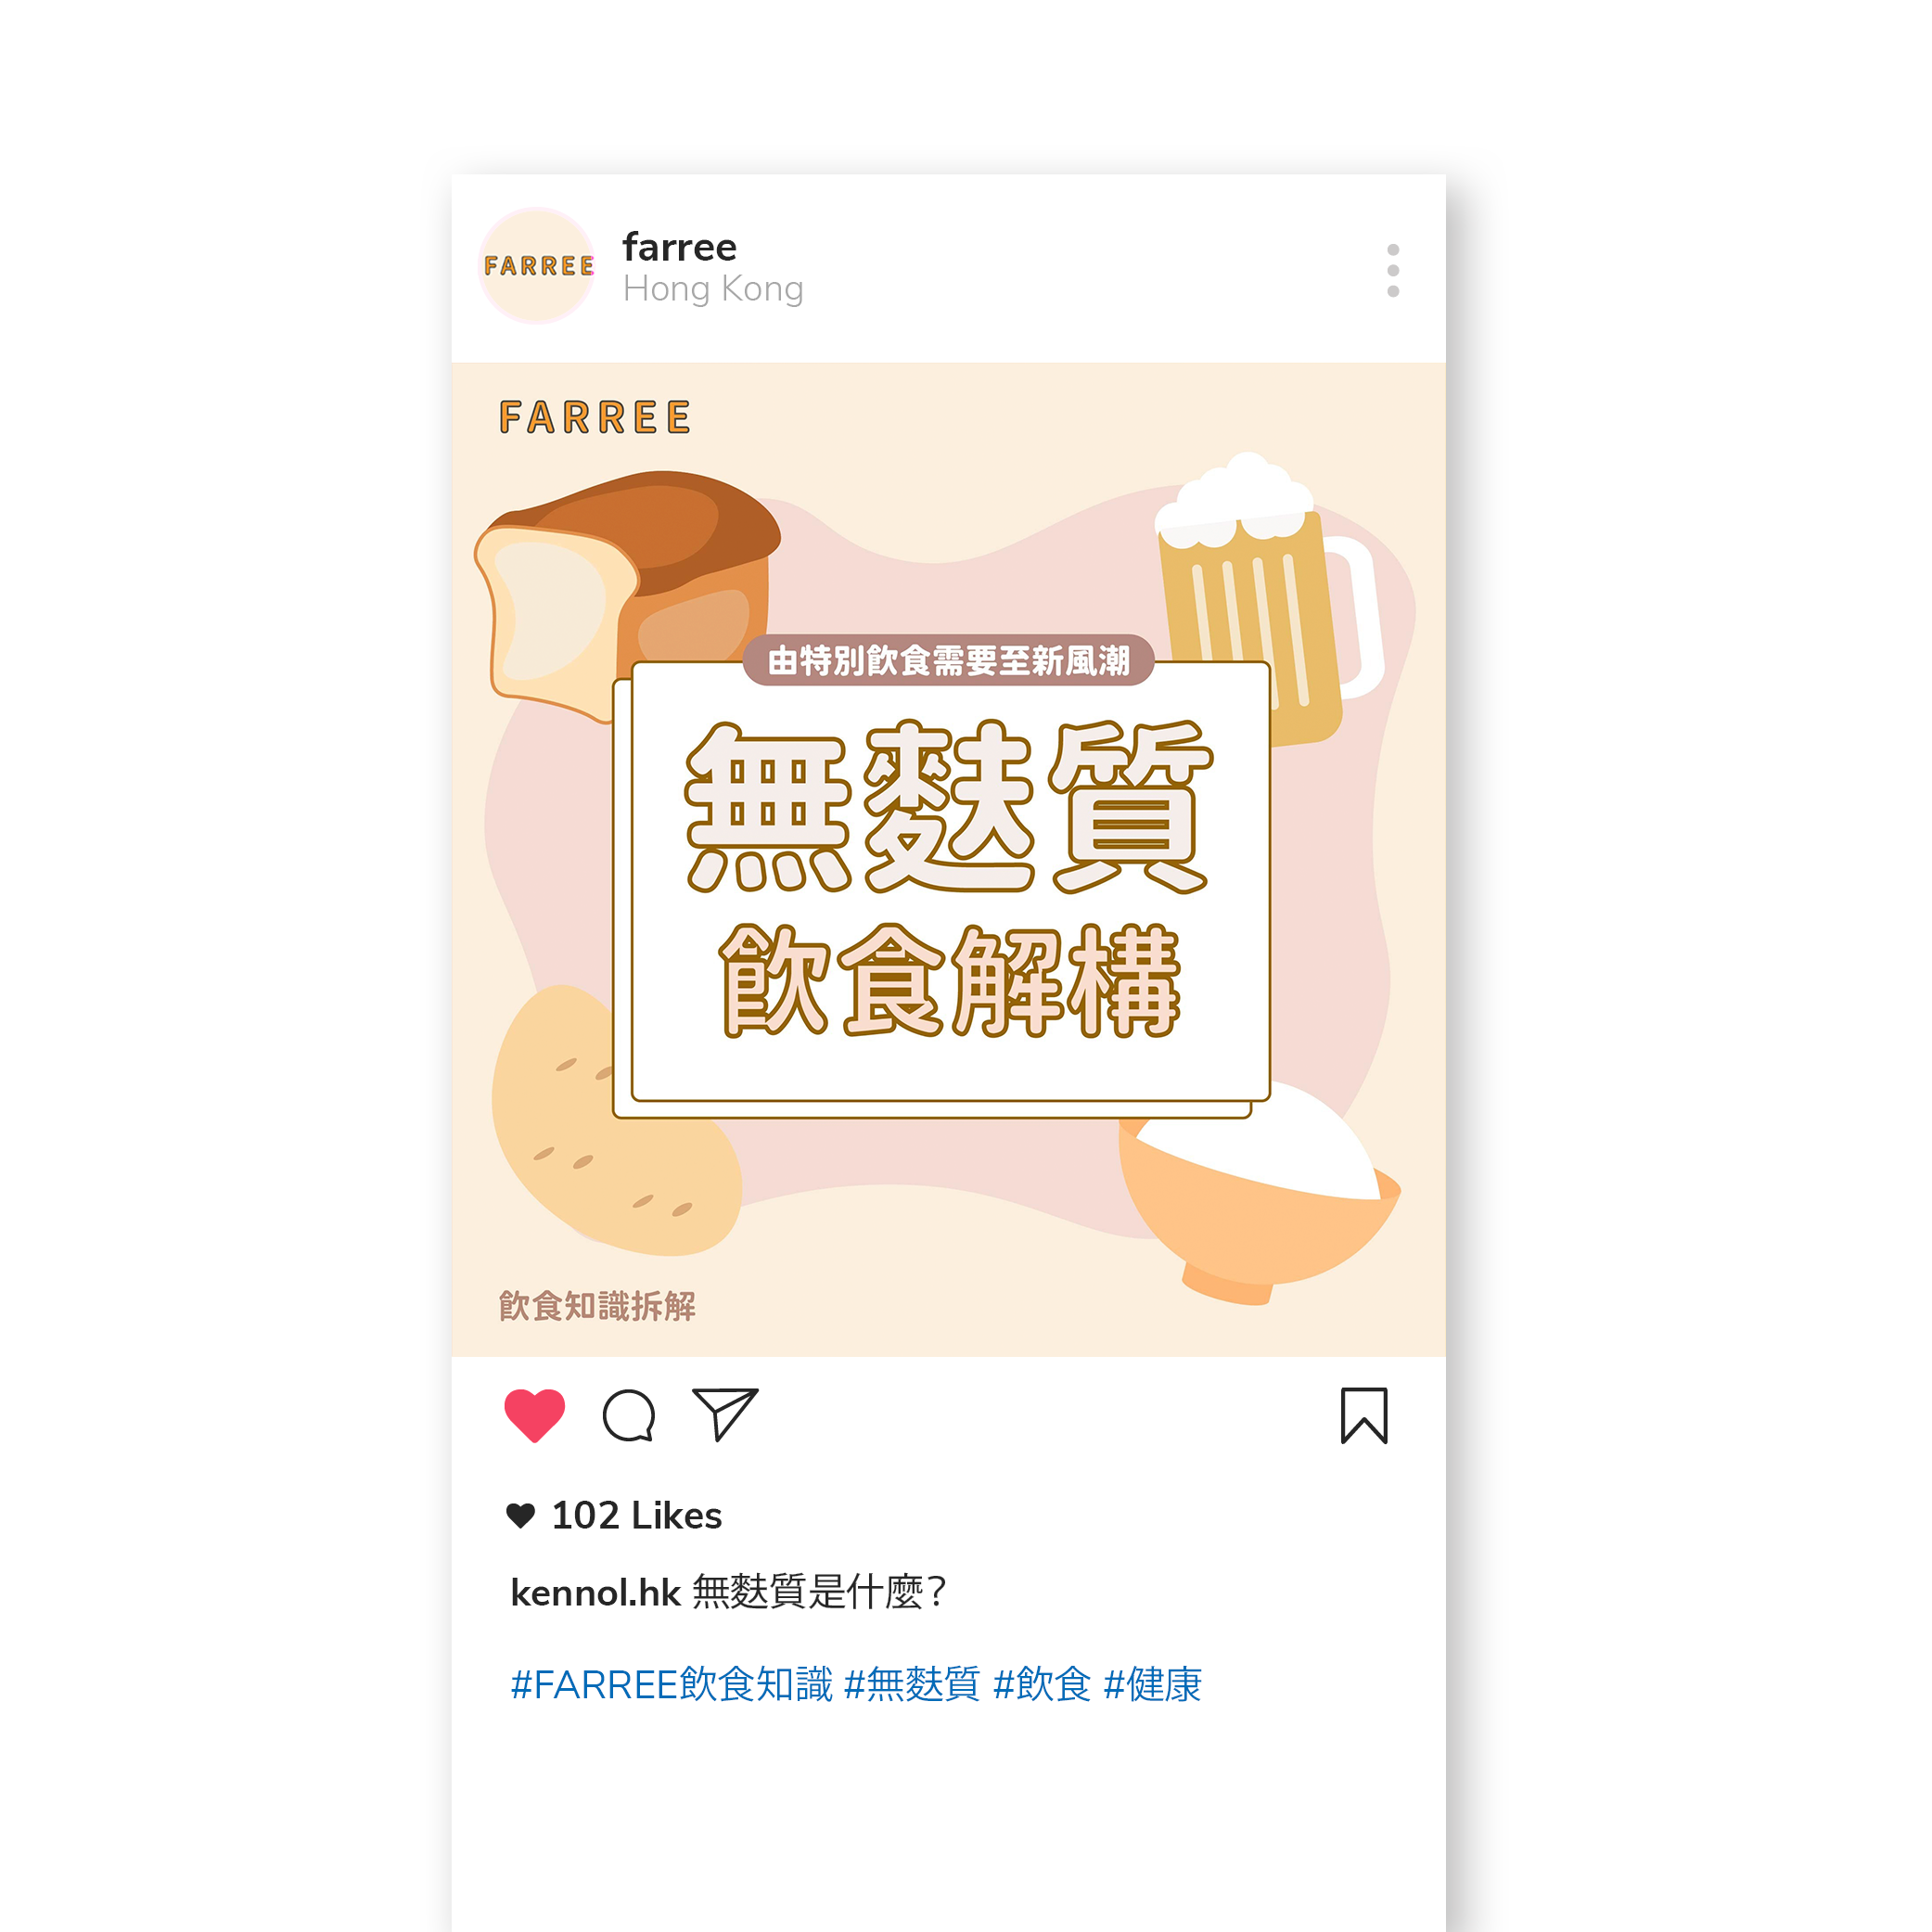 FARREE
farree
Hong Kong
FARREE
由特別飲食需要至新風潮
無麩質
飲食解構
飲食知識拆解
102 Likes
kennol.hk 無麩質是什麼？
#FARREE飲食知識 #無麩質 #飲食 #健康